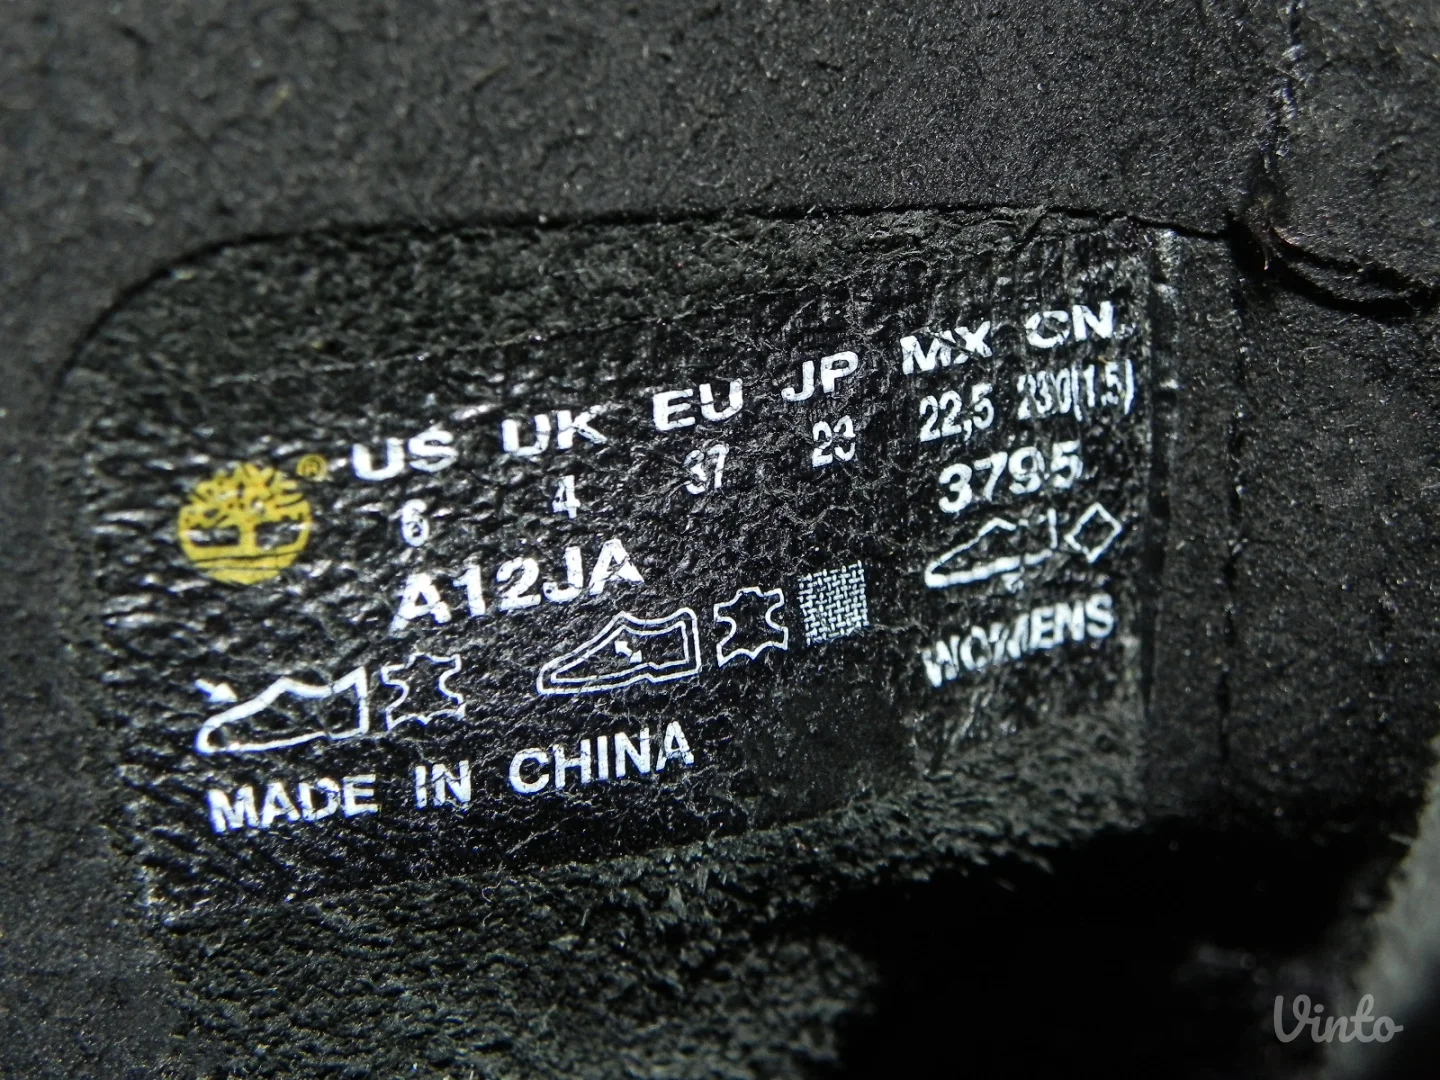 US UK EU JP MX CN
6 4 37 23 22,5 230(1.5)
A12JA 3795
WOMENS
MADE IN CHINA
Vinto